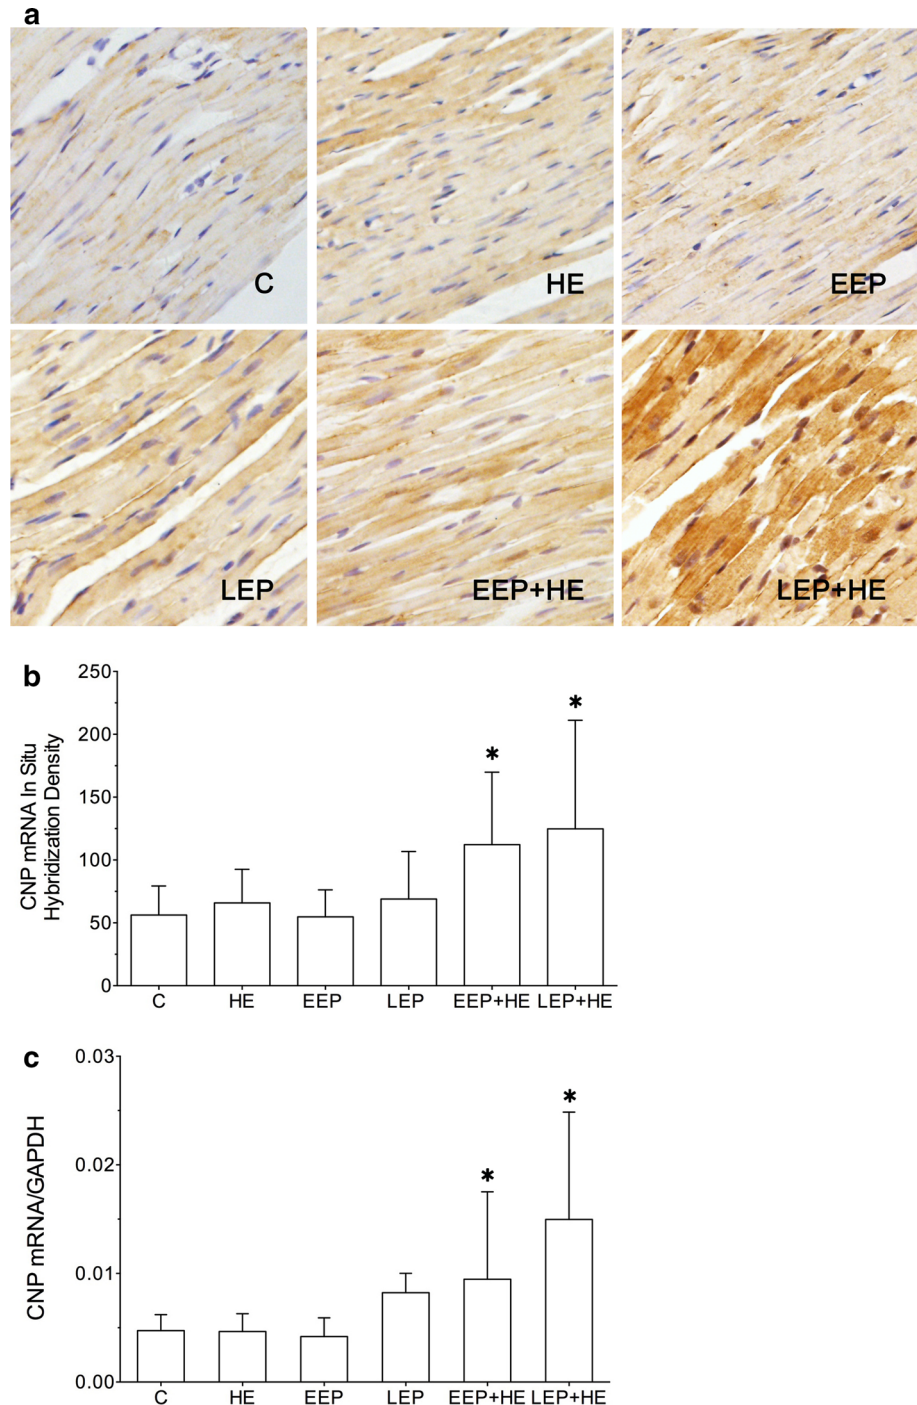 a
C
HE
EEP
LEP
EEP+HE
LEP+HE
b
CNP mRNA In Situ
Hybridization Density
250
200
150
100
50
0
*
*
C HE EEP LEP EEP+HE LEP+HE
c
CNP mRNA/GAPDH
0.03
0.02
0.01
0.00
*
*
C HE EEP LEP EEP+HE LEP+HE